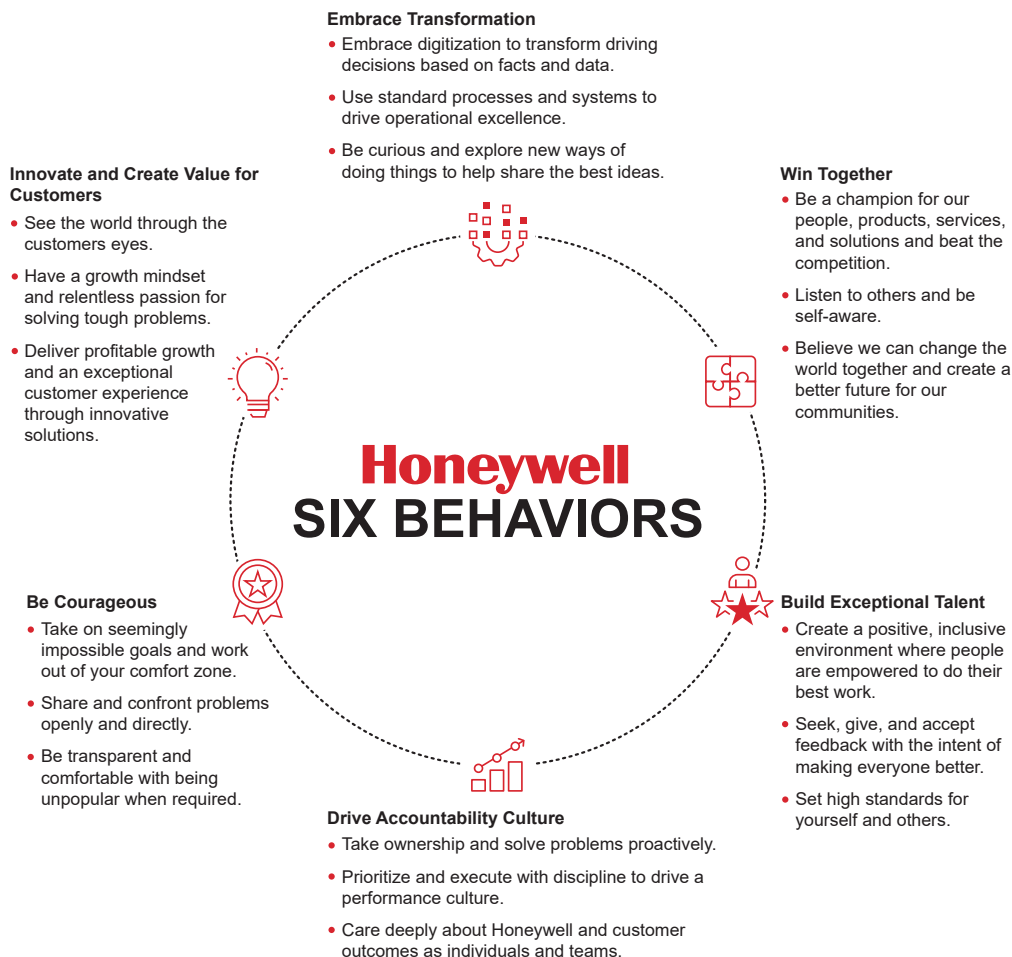 Embrace Transformation
• Embrace digitization to transform driving
decisions based on facts and data.
• Use standard processes and systems to
drive operational excellence.
• Be curious and explore new ways of
doing things to help share the best ideas.
Innovate and Create Value for
Customers
• See the world through the
customers eyes.
• Have a growth mindset
and relentless passion for
solving tough problems.
• Deliver profitable growth
and an exceptional
customer experience
through innovative
solutions.
Win Together
• Be a champion for our
people, products, services,
and solutions and beat the
competition.
• Listen to others and be
self-aware.
• Believe we can change the
world together and create a
better future for our
communities.
Honeywell
SIX BEHAVIORS
Be Courageous
• Take on seemingly
impossible goals and work
out of your comfort zone.
• Share and confront problems
openly and directly.
• Be transparent and
comfortable with being
unpopular when required.
Build Exceptional Talent
• Create a positive, inclusive
environment where people
are empowered to do their
best work.
• Seek, give, and accept
feedback with the intent of
making everyone better.
• Set high standards for
yourself and others.
Drive Accountability Culture
• Take ownership and solve problems proactively.
• Prioritize and execute with discipline to drive a
performance culture.
• Care deeply about Honeywell and customer
outcomes as individuals and teams.